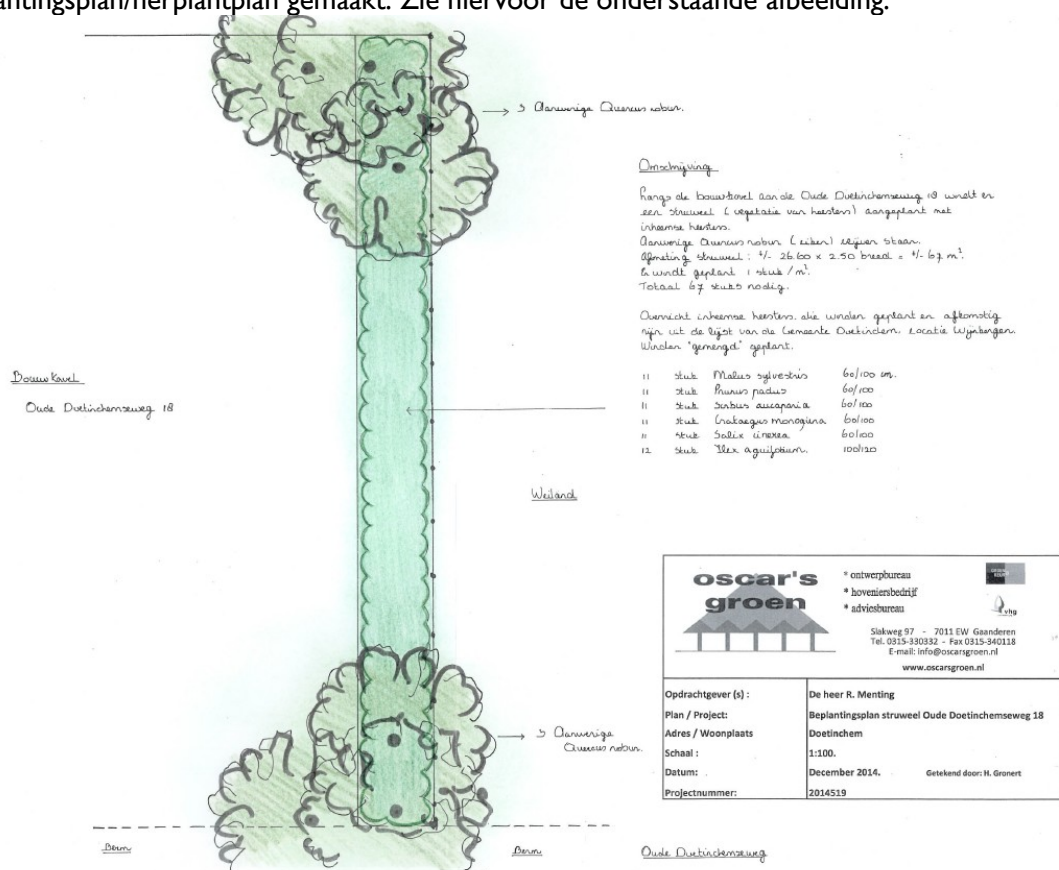 antingsplan/herplantplan gemaakt. Zie hiervoor de onderstaande afbeelding.
→ 3 Aanwezige Quercus robur.
Omschrijving
Langs de bouwkavel aan de Oude Doetinchemseweg 18 wordt er
een struweel (vegetatie van heesters) aangeplant met
inheemse heesters.
Aanwezige Quercus robur (eiken) blijven staan.
Afmeting struweel: +/- 26.60 x 2.50 breed = +/- 67 m².
Er wordt geplant 1 stuk / m².
Totaal 67 stuks nodig.
Overzicht inheemse heesters die worden geplant en afkomstig
zijn uit de lijst van de Gemeente Doetinchem. Locatie Wijnbergen.
Worden "gemengd" geplant.
11 stuk Malus sylvestris 60/100 cm.
11 stuk Prunus padus 60/100
11 stuk Sorbus aucuparia 60/100
11 stuk Crataegus monogyna 60/100
11 stuk Salix cinerea 60/100
12 stuk Ilex aquifolium. 100/120
Bouwkavel
Oude Doetinchemseweg 18
Weiland
oscar's
groen
* ontwerpbureau
* hoveniersbedrijf
* adviesbureau
vhg
Slakweg 97 - 7011 EW Gaanderen
Tel. 0315-330332 - Fax 0315-340118
E-mail: info@oscarsgroen.nl
www.oscarsgroen.nl
Opdrachtgever (s) : De heer R. Menting
Plan / Project: Beplantingsplan struweel Oude Doetinchemseweg 18
Adres / Woonplaats Doetinchem
Schaal : 1:100.
Datum: December 2014. Getekend door: H. Gronert
Projectnummer: 2014519
→ 3 Aanwezige
Quercus robur.
Berm
Berm
Oude Doetinchemseweg